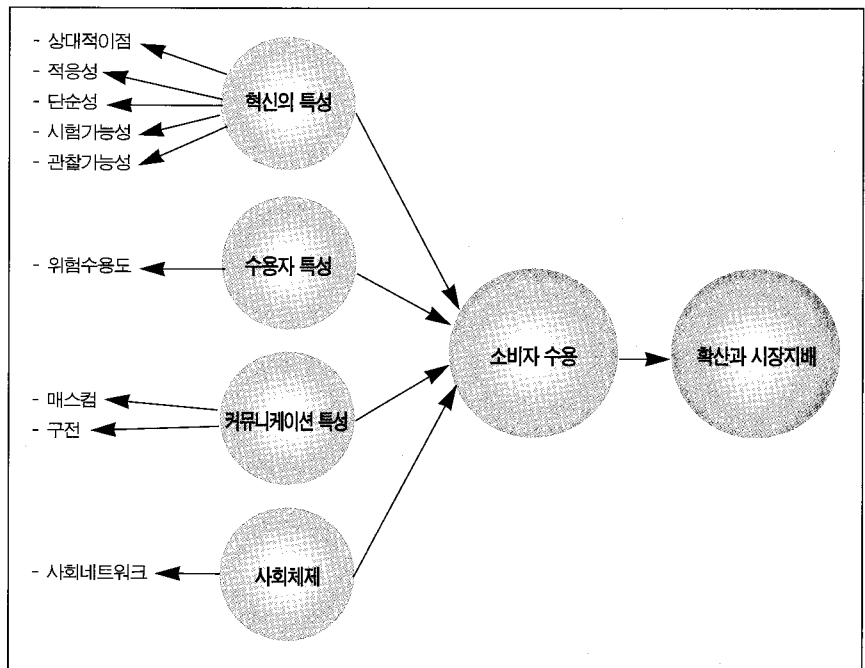 - 상대적이점
- 적응성
- 단순성
- 시험가능성
- 관찰가능성
혁신의 특성
- 위험수용도
수용자 특성
- 매스컴
- 구전
커뮤니케이션 특성
- 사회네트워크
사회체제
소비자 수용
확산과 시장지배